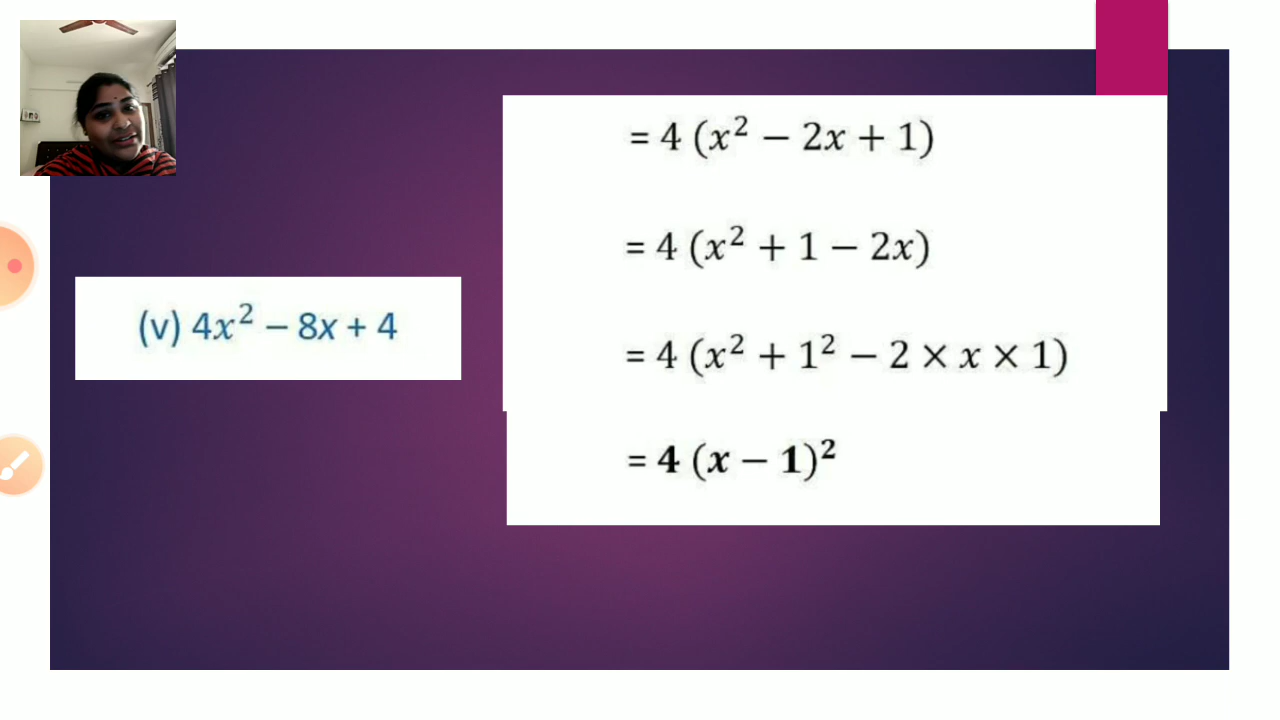 (v) 4x² – 8x + 4
= 4 (x² − 2x + 1)
= 4 (x² + 1 − 2x)
= 4 (x² + 1² − 2 × x × 1)
= 4 (x − 1)²